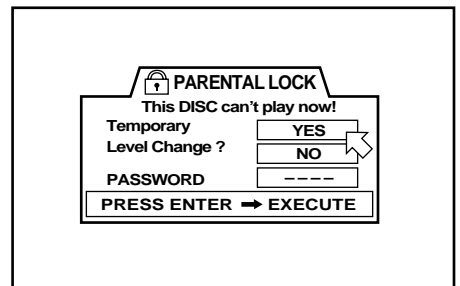 PARENTAL LOCK
This DISC can't play now!
Temporary YES
Level Change ? NO
PASSWORD – – – –
PRESS ENTER ➡ EXECUTE